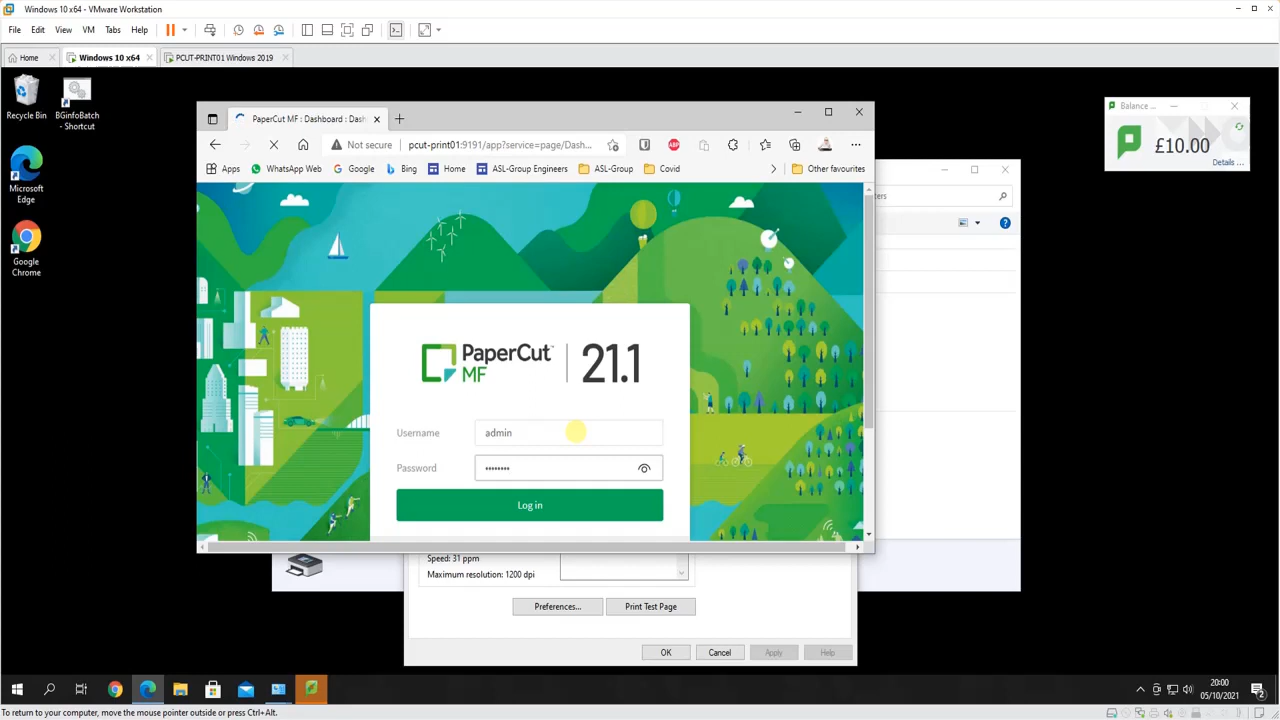 Windows 10 x64 - VMware Workstation
File Edit View VM Tabs Help
Home Windows 10 x64 PCUT-PRINT01 Windows 2019
Recycle Bin
BGinfoBatch - Shortcut
Microsoft Edge
Google Chrome
PaperCut MF : Dashboard : Dash
Not secure pcut-print01:9191/app?service=page/Dash...
Apps WhatsApp Web Google Bing Home ASL-Group Engineers ASL-Group Covid Other favourites
Balance ...
£10.00
Details ...
PaperCut MF 21.1
Username admin
Password ••••••••
Log in
Speed: 31 ppm
Maximum resolution: 1200 dpi
Preferences... Print Test Page
OK Cancel Apply Help
20:00
05/10/2021
2
To return to your computer, move the mouse pointer outside or press Ctrl+Alt.